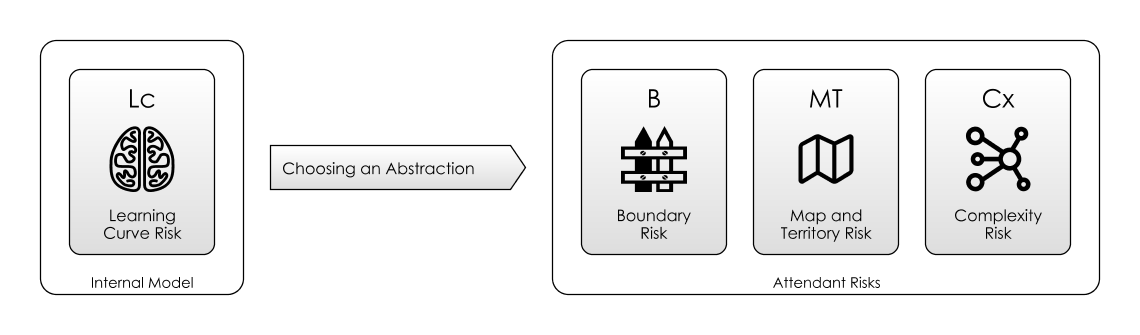 Lc
Learning
Curve Risk
Internal Model
Choosing an Abstraction
B
Boundary
Risk
MT
Map and
Territory Risk
Cx
Complexity
Risk
Attendant Risks